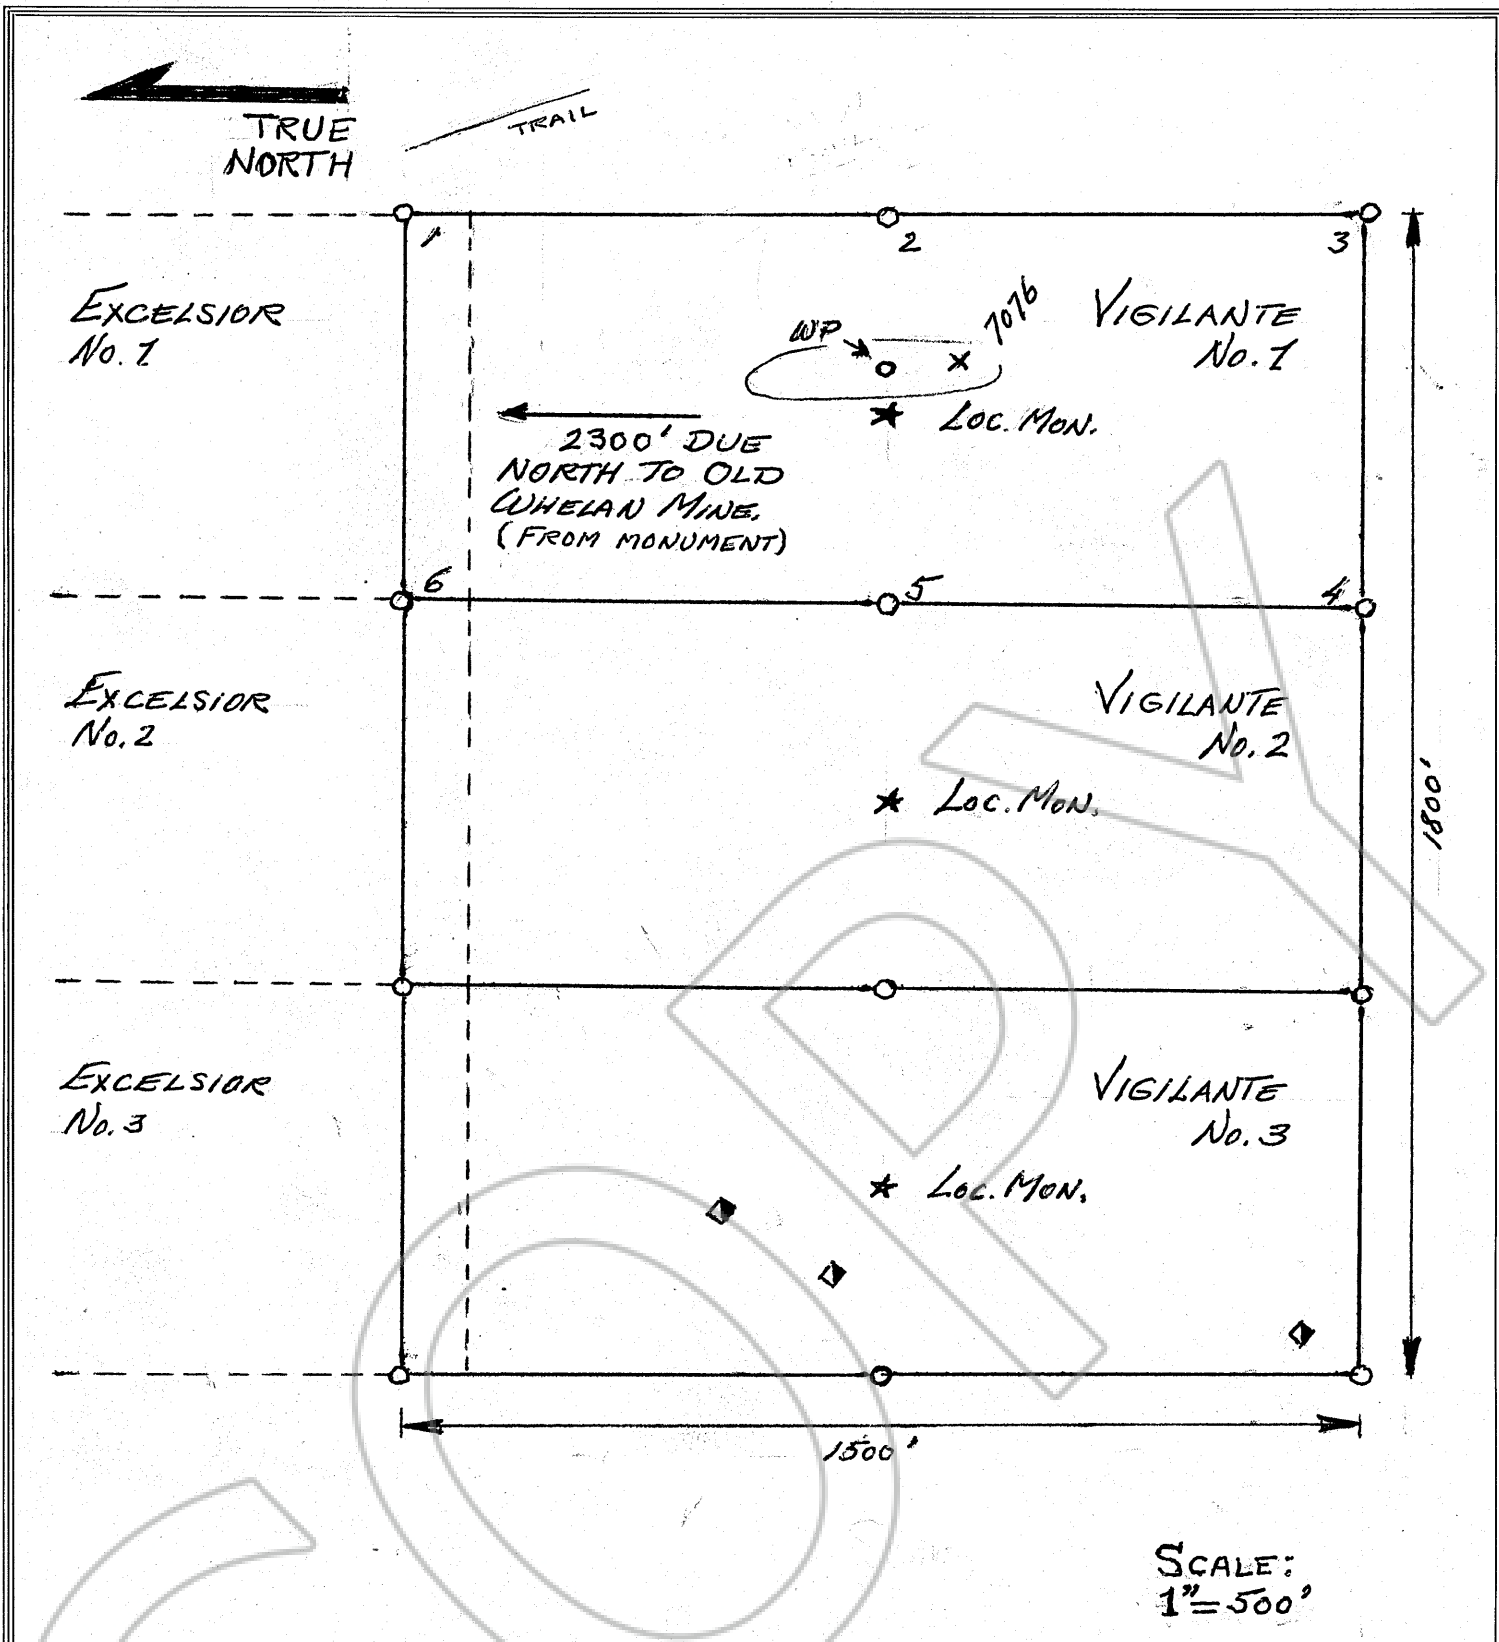 TRUE
NORTH
TRAIL
1
2
3
EXCELSIOR
No. 1
WP
7076
VIGILANTE
No. 1
LOC. MON.
2300' DUE
NORTH TO OLD
WHELAN MINE.
(FROM MONUMENT)
6
5
4
EXCELSIOR
No. 2
VIGILANTE
No. 2
LOC. MON.
1800'
EXCELSIOR
No. 3
VIGILANTE
No. 3
LOC. MON.
1500'
SCALE:
1"=500'
COPY